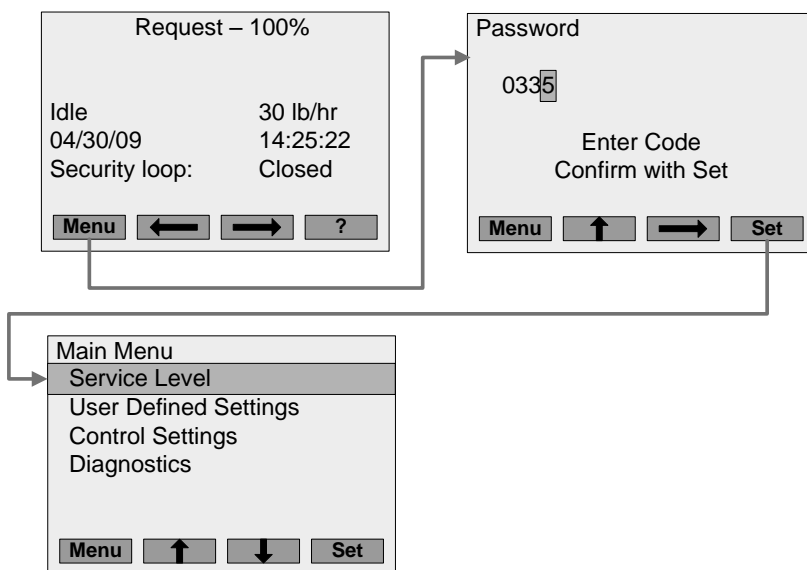 Request – 100%
Idle 30 lb/hr
04/30/09 14:25:22
Security loop: Closed
Menu ?
Password
0335
Enter Code
Confirm with Set
Menu Set
Main Menu
Service Level
User Defined Settings
Control Settings
Diagnostics
Menu Set